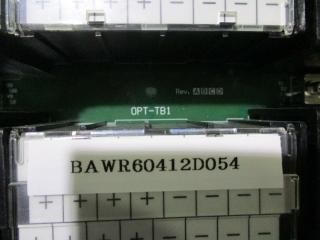 + + + + − − − −
Rev. ABCD
OPT-TB1
BAWR60412D054
+ + + + − − − −